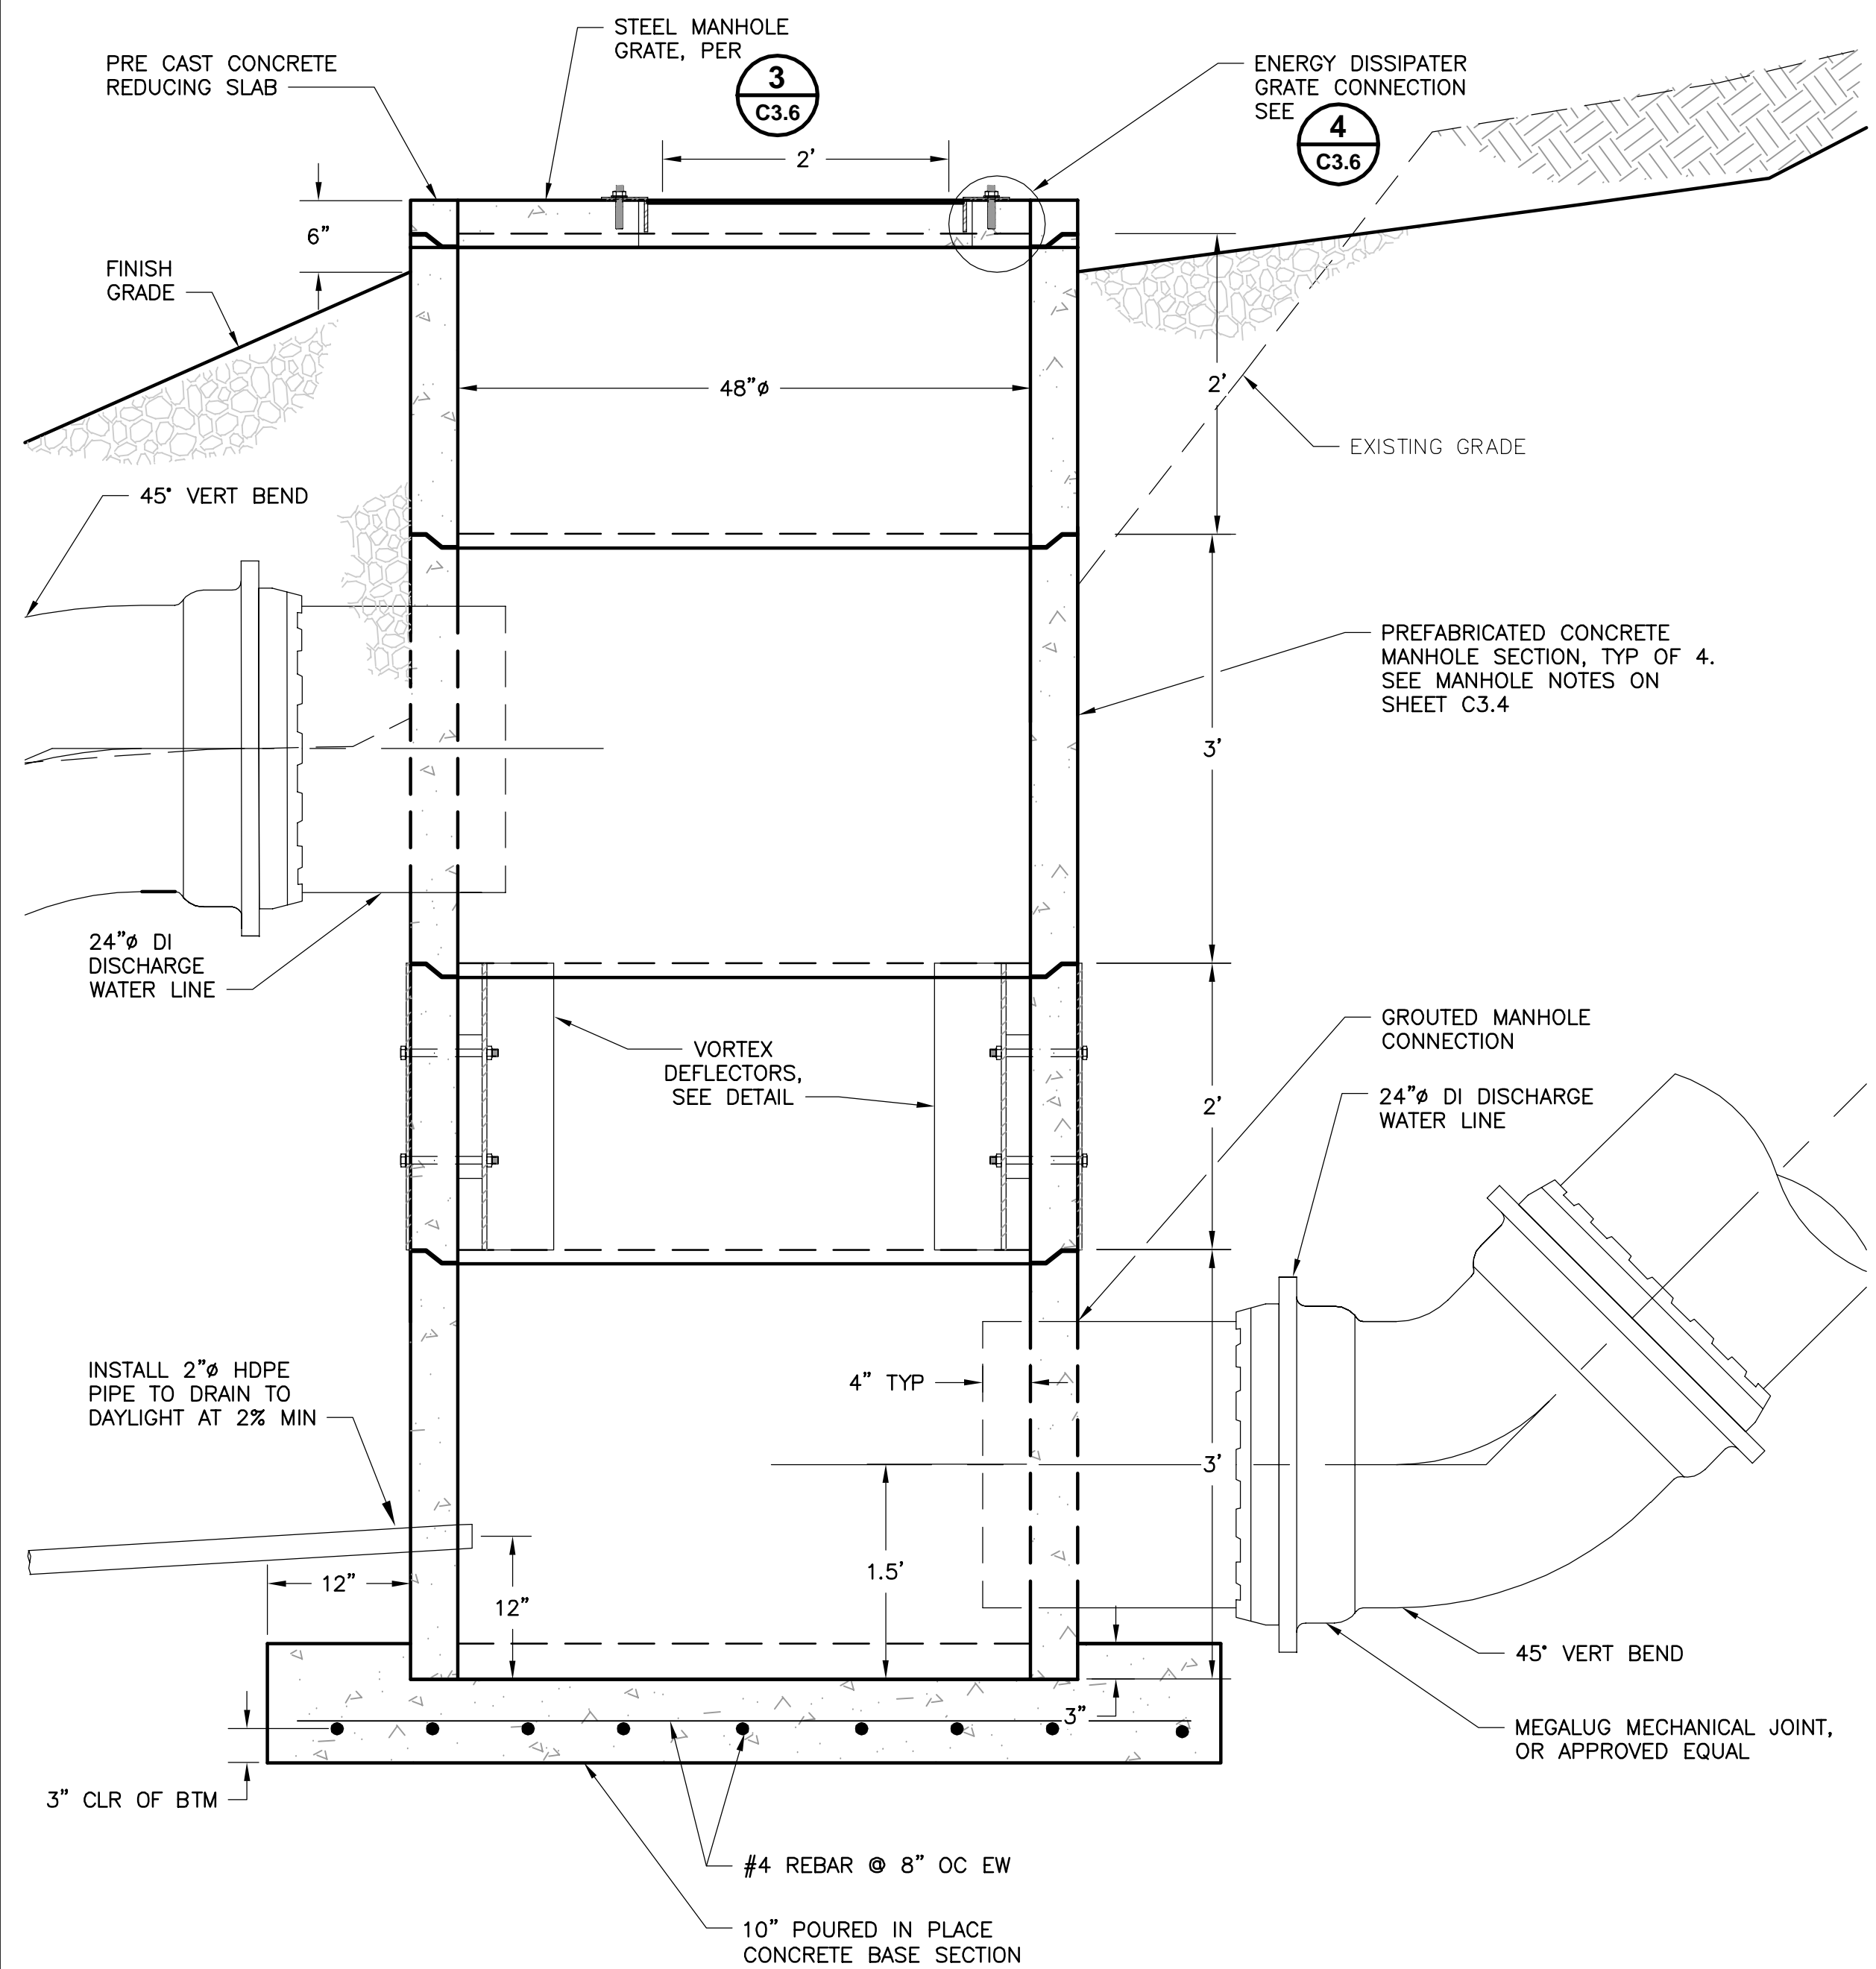 STEEL MANHOLE
GRATE, PER
3
C3.6
PRE CAST CONCRETE
REDUCING SLAB
ENERGY DISSIPATER
GRATE CONNECTION
SEE
4
C3.6
2'
6"
FINISH
GRADE
48"ø
2'
EXISTING GRADE
45° VERT BEND
PREFABRICATED CONCRETE
MANHOLE SECTION, TYP OF 4.
SEE MANHOLE NOTES ON
SHEET C3.4
3'
24"ø DI
DISCHARGE
WATER LINE
GROUTED MANHOLE
CONNECTION
VORTEX
DEFLECTORS,
SEE DETAIL
2'
24"ø DI DISCHARGE
WATER LINE
INSTALL 2"ø HDPE
PIPE TO DRAIN TO
DAYLIGHT AT 2% MIN
4" TYP
3'
1.5'
12"
12"
45° VERT BEND
3"
MEGALUG MECHANICAL JOINT,
OR APPROVED EQUAL
3" CLR OF BTM
#4 REBAR @ 8" OC EW
10" POURED IN PLACE
CONCRETE BASE SECTION